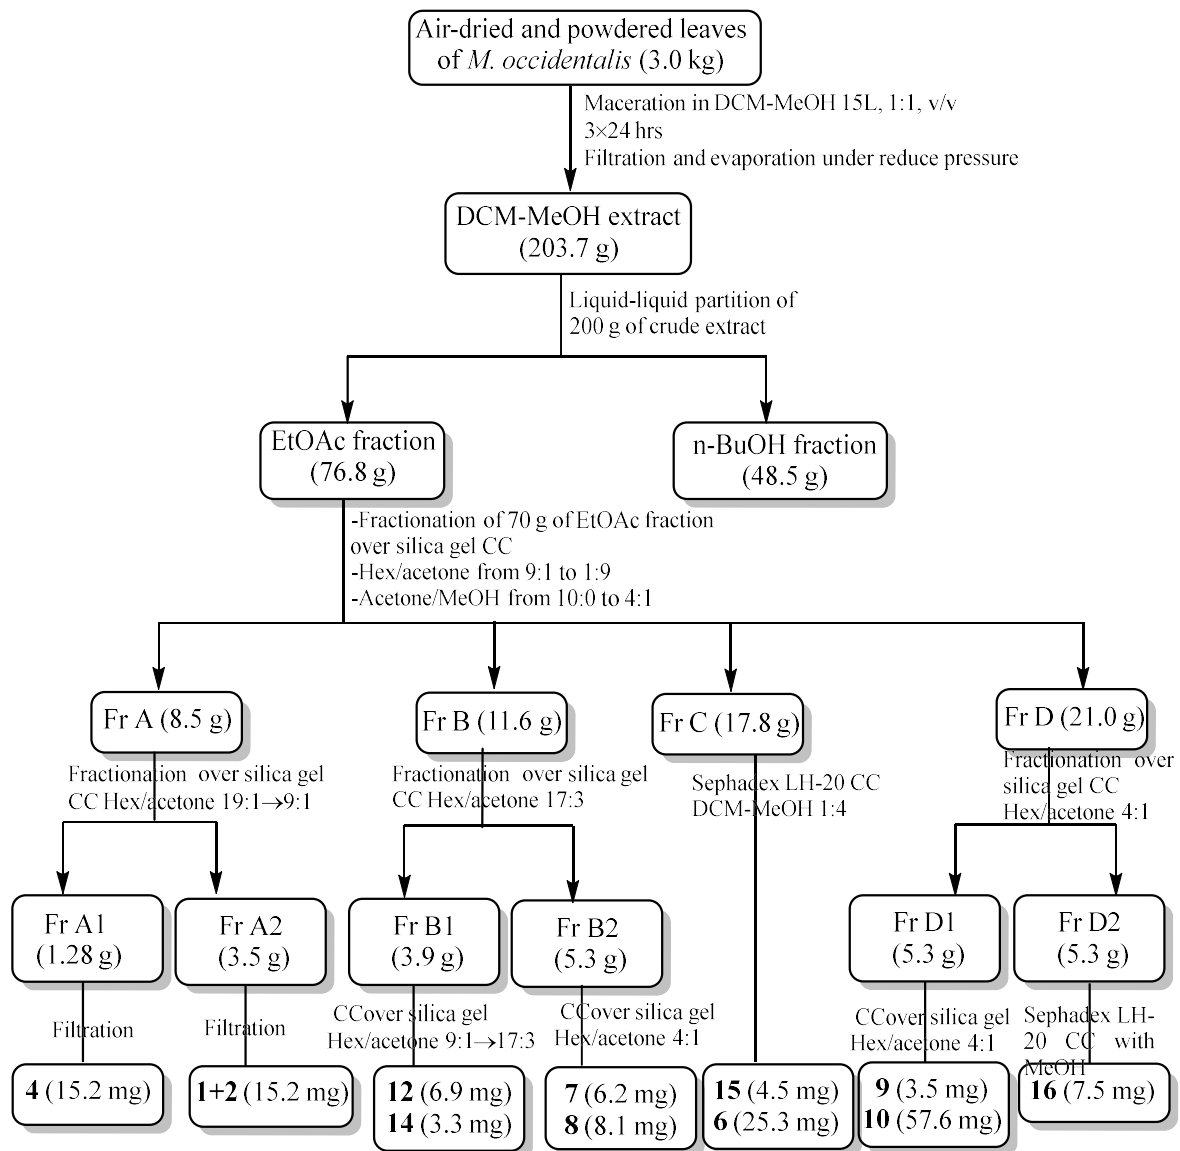 Air-dried and powdered leaves
of M. occidentalis (3.0 kg)
Maceration in DCM-MeOH 15L, 1:1, v/v
3×24 hrs
Filtration and evaporation under reduce pressure
DCM-MeOH extract
(203.7 g)
Liquid-liquid partition of
200 g of crude extract
EtOAc fraction
(76.8 g)
n-BuOH fraction
(48.5 g)
-Fractionation of 70 g of EtOAc fraction
over silica gel CC
-Hex/acetone from 9:1 to 1:9
-Acetone/MeOH from 10:0 to 4:1
Fr A (8.5 g)
Fr B (11.6 g)
Fr C (17.8 g)
Fr D (21.0 g)
Fractionation over silica gel
CC Hex/acetone 19:1→9:1
Fractionation over silica gel
CC Hex/acetone 17:3
Sephadex LH-20 CC
DCM-MeOH 1:4
Fractionation over
silica gel CC
Hex/acetone 4:1
Fr A1
(1.28 g)
Fr A2
(3.5 g)
Fr B1
(3.9 g)
Fr B2
(5.3 g)
Fr D1
(5.3 g)
Fr D2
(5.3 g)
Filtration
Filtration
CCover silica gel
Hex/acetone 9:1→17:3
CCover silica gel
Hex/acetone 4:1
CCover silica gel
Hex/acetone 4:1
Sephadex LH-
20 CC with
MeOH
4 (15.2 mg)
1+2 (15.2 mg)
12 (6.9 mg)
14 (3.3 mg)
7 (6.2 mg)
8 (8.1 mg)
15 (4.5 mg)
6 (25.3 mg)
9 (3.5 mg)
10 (57.6 mg)
16 (7.5 mg)